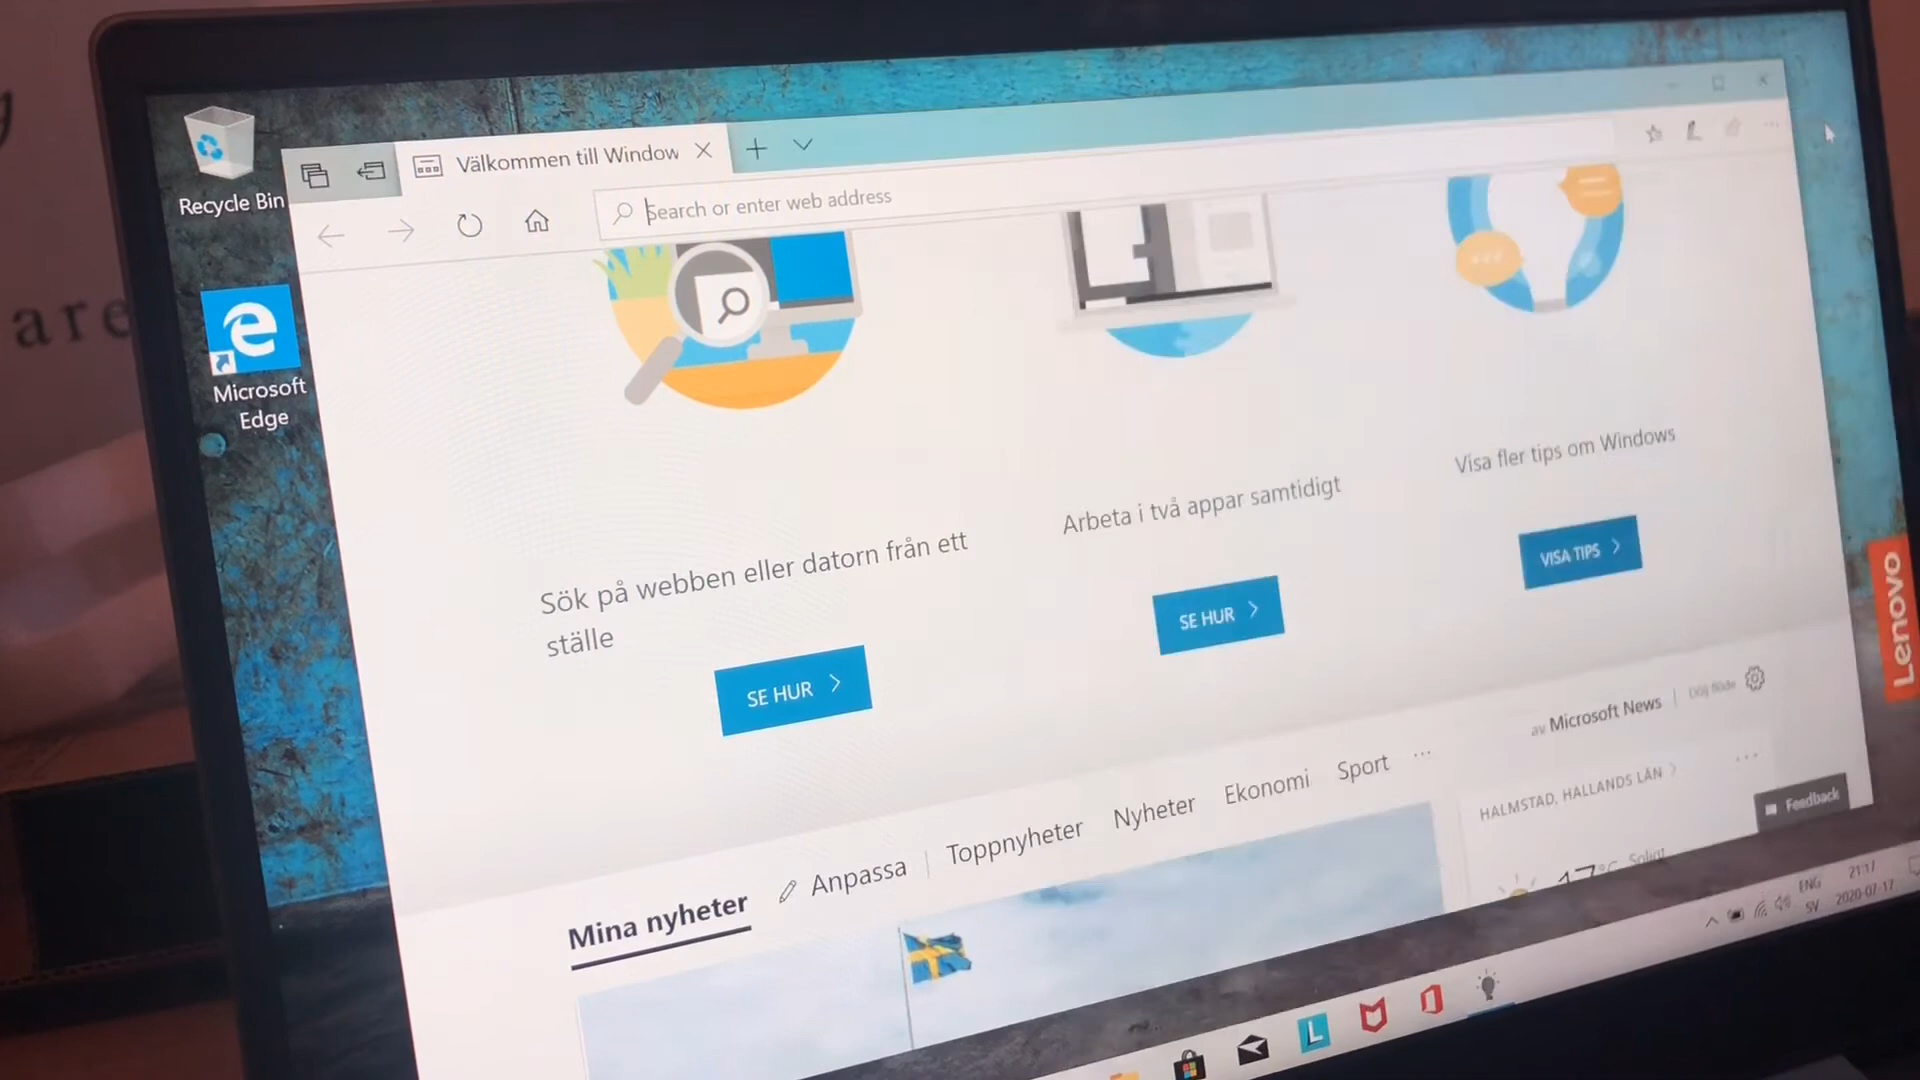 are
Recycle Bin
Microsoft
Edge
Välkommen till Window
Search or enter web address
Sök på webben eller datorn från ett
ställe
SE HUR
Arbeta i två appar samtidigt
SE HUR
Visa fler tips om Windows
VISA TIPS
av Microsoft News
Mina nyheter
Anpassa
Toppnyheter
Nyheter
Ekonomi
Sport
HALMSTAD, HALLANDS LÄN
Soligt
Feedback
ENG
SV
21:17
2020-07-17
Lenovo